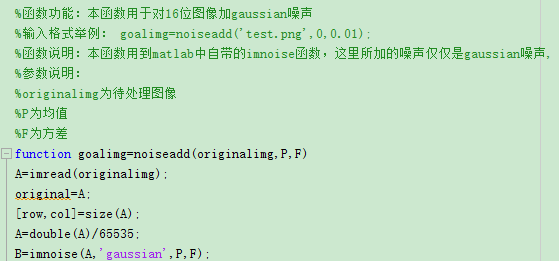 %函数功能：本函数用于对16位图像加gaussian噪声
%输入格式举例： goalimg=noiseadd('test.png',0,0.01);
%函数说明：本函数用到matlab中自带的imnoise函数，这里所加的噪声仅仅是gaussian噪声,
%参数说明：
%originalimg为待处理图像
%P为均值
%F为方差
function goalimg=noiseadd(originalimg,P,F)
A=imread(originalimg);
original=A;
[row,col]=size(A);
A=double(A)/65535;
B=imnoise(A,'gaussian',P,F);